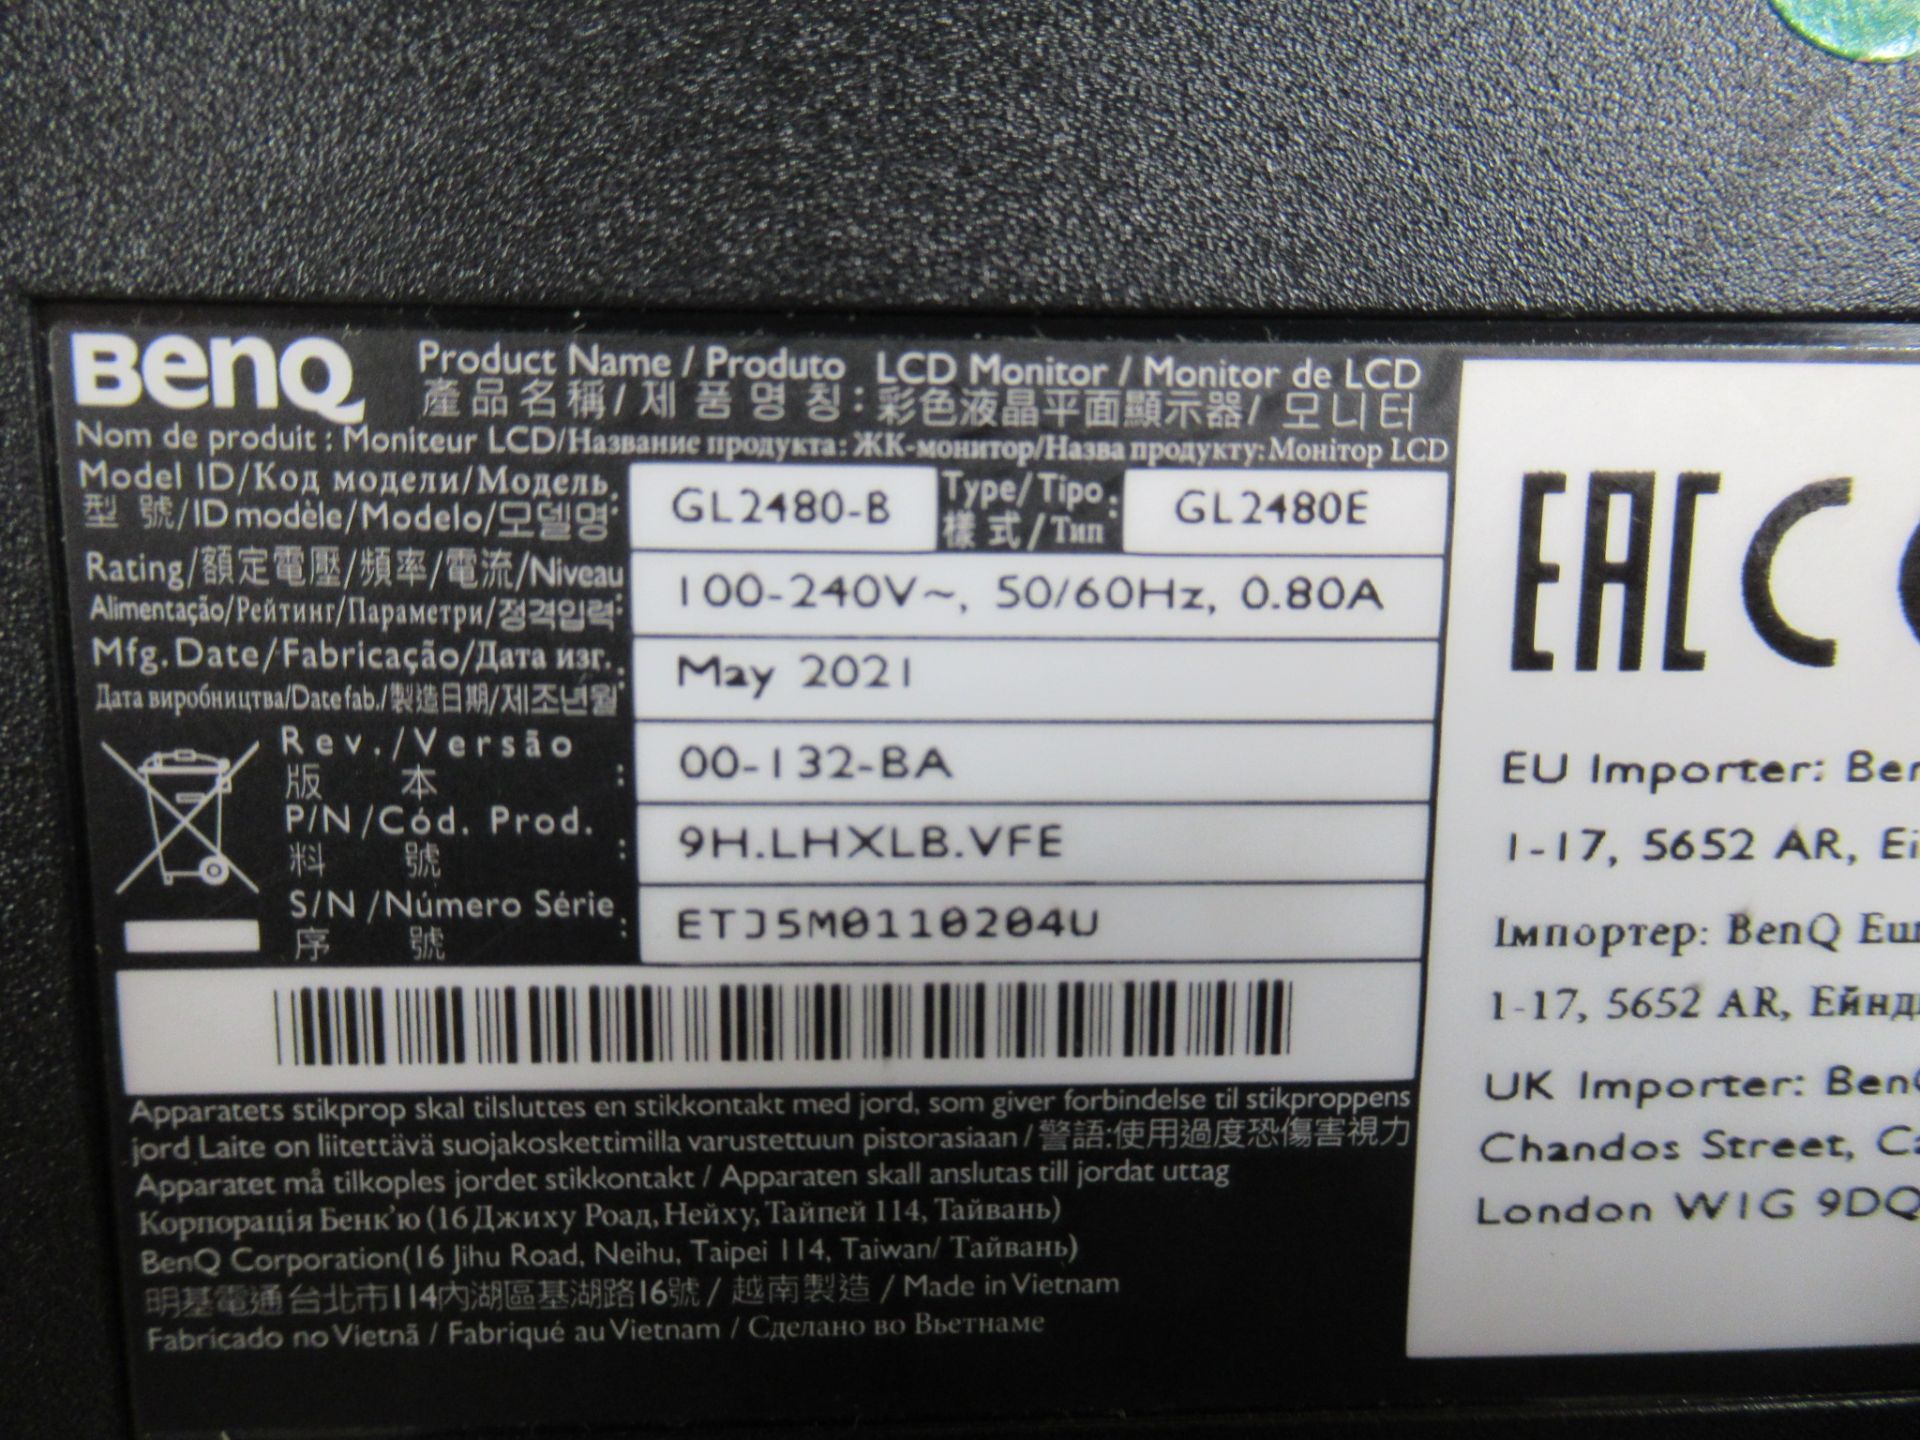 BenQ
Product Name / Produto LCD Monitor / Monitor de LCD
產品名稱/ 제 품 명 칭 : 彩色液晶平面顯示器/ 모니터
Nom de produit : Moniteur LCD/Название продукта: ЖК-монитор/Назва продукту: Монітор LCD
Model ID/Код модели/Модель
型 號/ID modèle/Modelo/모델명: GL2480-B
Type/Tipo
樣 式/Тип : GL2480E
Rating/額定電壓/頻率/電流/Niveau
Alimentação/Рейтинг/Параметри/정격입력: 100-240V~, 50/60Hz, 0.80A
Mfg. Date/Fabricação/Дата изг.
Дата виробництва/Date fab./製造日期/제조년월: May 2021
Rev./Versão
版 本 : 00-132-BA
P/N /Cód. Prod.
料 號 : 9H.LHXLB.VFE
S/N /Número Série
序 號 : ETJ5M0110204U
Apparatets stikprop skal tilsluttes en stikkontakt med jord, som giver forbindelse til stikproppens
jord Laite on liitettävä suojakoskettimilla varustettuun pistorasiaan / 警語:使用過度恐傷害視力
Apparatet må tilkoples jordet stikkontakt / Apparaten skall anslutas till jordat uttag
Корпорація Бенк'ю (16 Джиху Роад, Нейху, Тайпей 114, Тайвань)
BenQ Corporation(16 Jihu Road, Neihu, Taipei 114, Taiwan/ Тайвань)
明基電通台北市114內湖區基湖路16號 / 越南製造 / Made in Vietnam
Fabricado no Vietnã / Fabriqué au Vietnam / Сделано во Вьетнаме
EAC C
EU Importer:
1-17, 5652 AR,
Імпортер: BenQ
1-17, 5652 AR,
UK Importer:
Chandos Street,
London W1G 9DQ